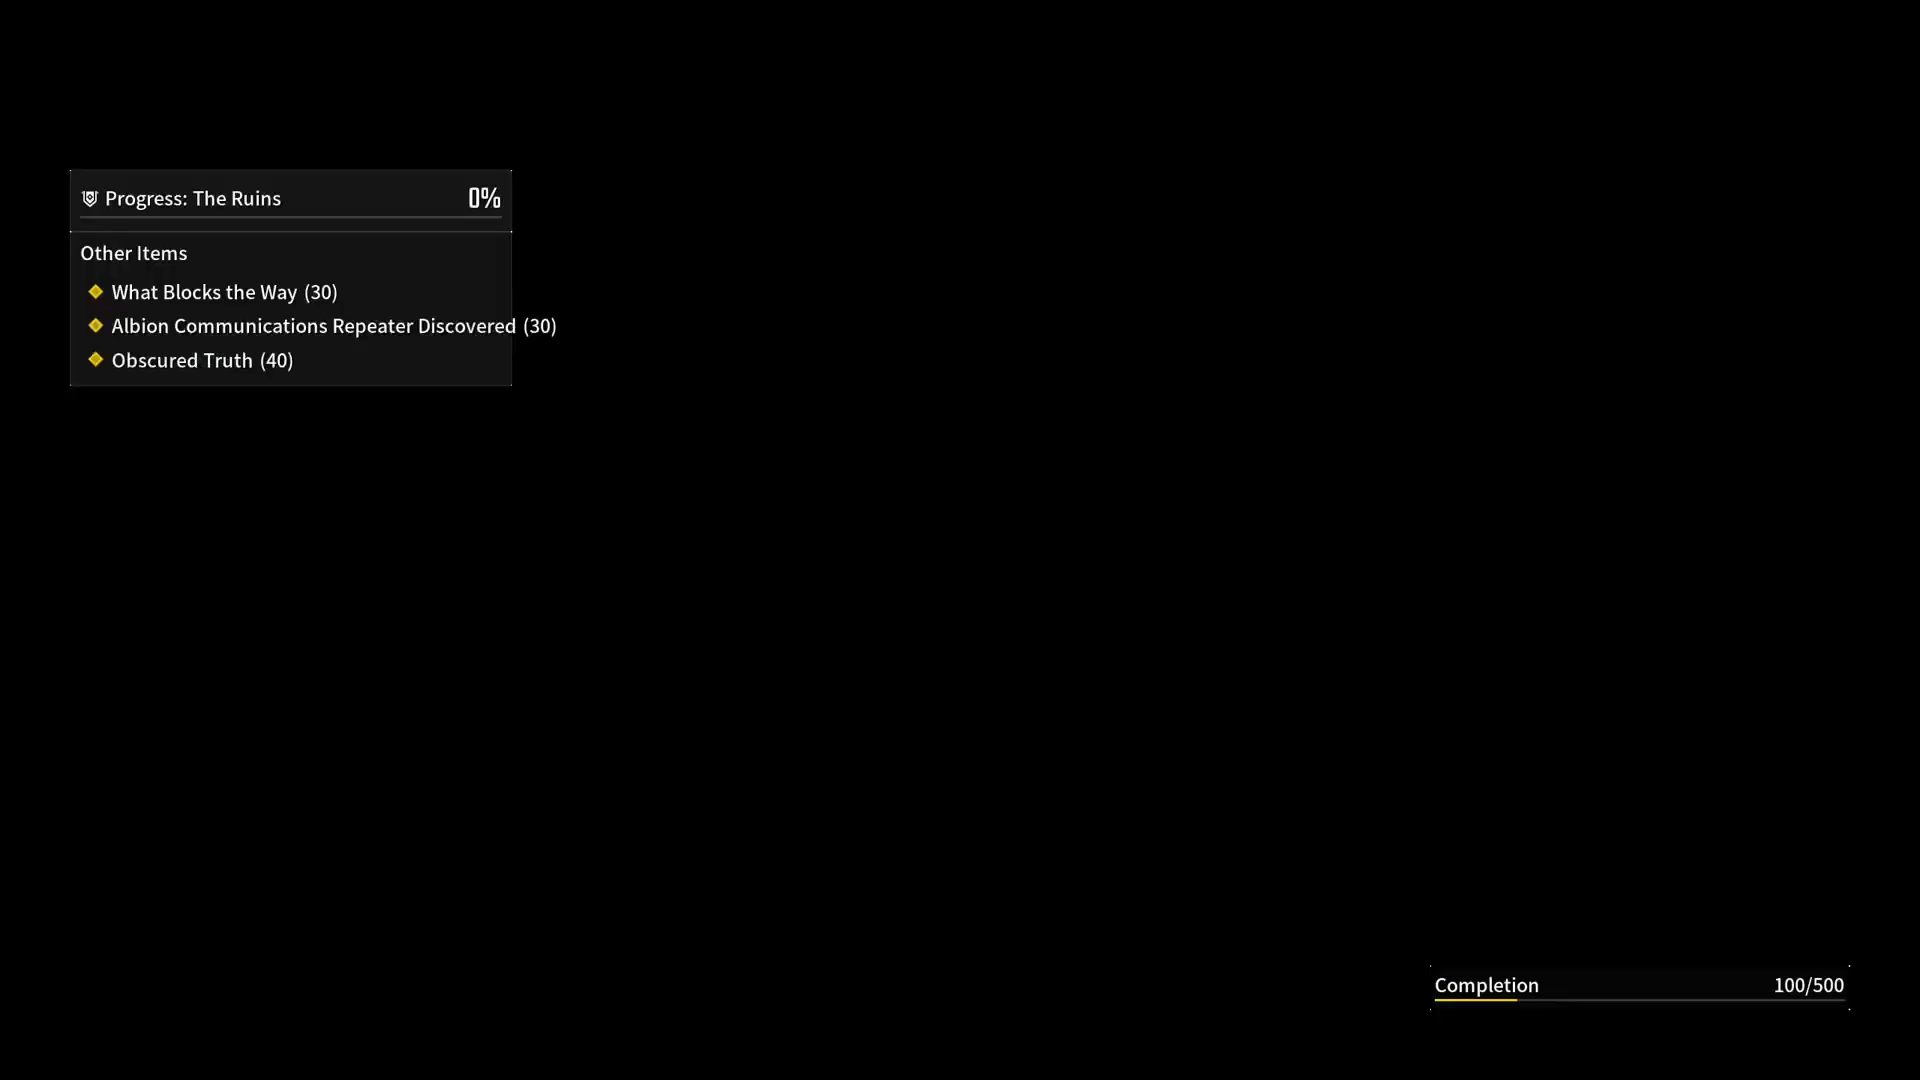 Progress: The Ruins 0%
Other Items
What Blocks the Way (30)
Albion Communications Repeater Discovered (30)
Obscured Truth (40)
Completion 100/500